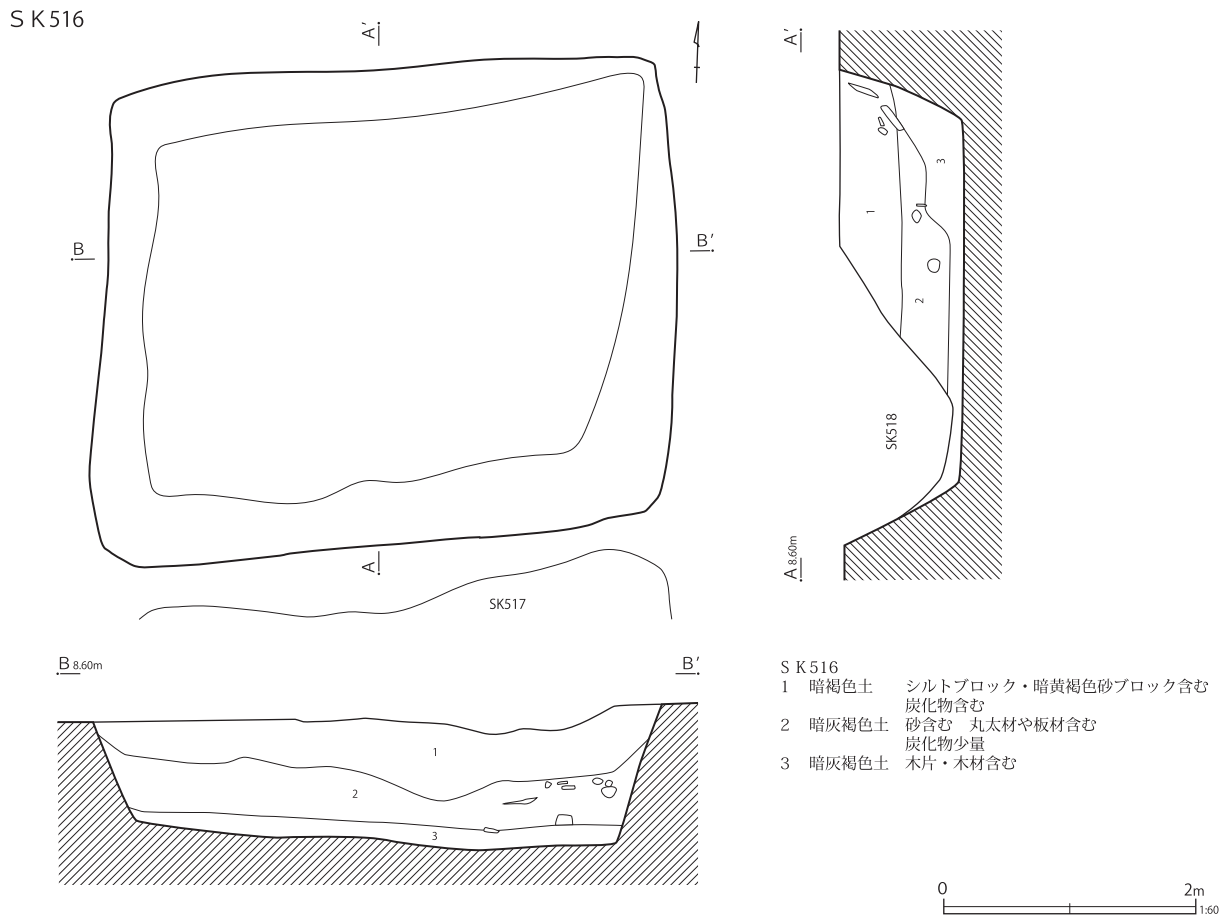 ＳＫ516
A′
A′
B
B′
1
2
3
SK518
A 8.60m
A
SK517
B 8.60m
B′
1
2
3
ＳＫ516
1 暗褐色土 シルトブロック・暗黄褐色砂ブロック含む
炭化物含む
2 暗灰褐色土 砂含む 丸太材や板材含む
炭化物少量
3 暗灰褐色土 木片・木材含む
0 2m
1:60